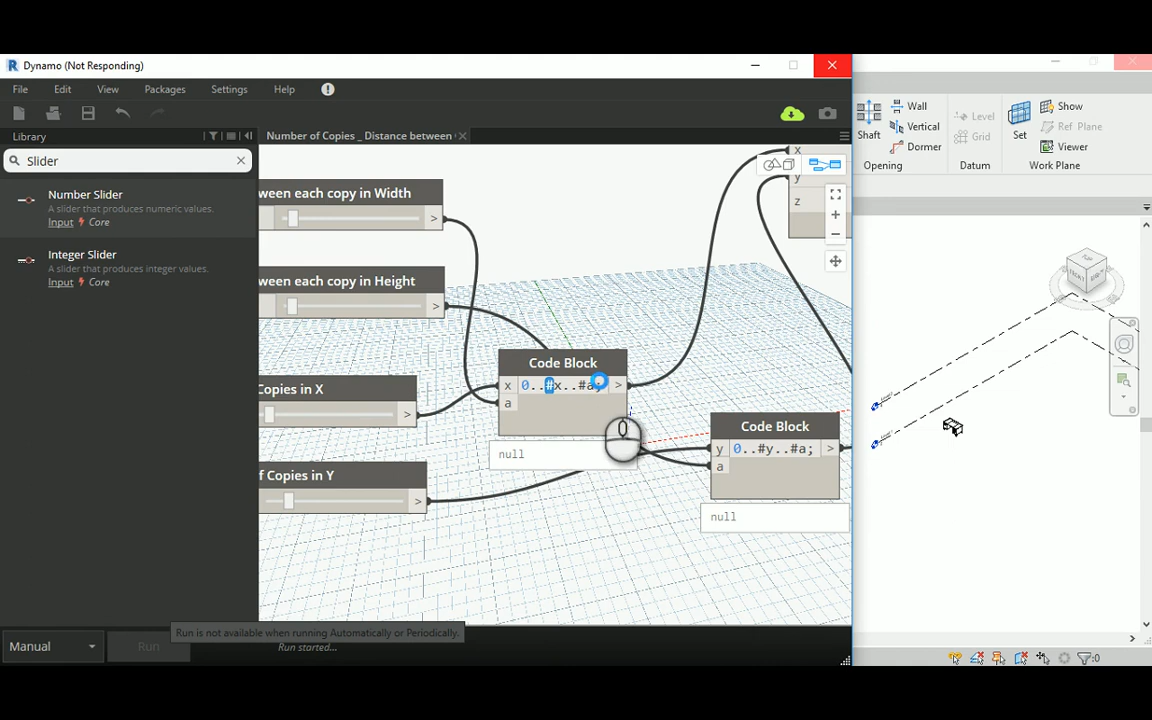 Dynamo (Not Responding)
File Edit View Packages Settings Help
Library
Number of Copies _ Distance between
Slider
Number Slider
A slider that produces numeric values.
Input Core
Integer Slider
A slider that produces integer values.
Input Core
ween each copy in Width
>
ween each copy in Height
>
Copies in X
>
f Copies in Y
>
Code Block
x 0..#x..#a; >
a
null
Code Block
y 0..#y..#a; >
a
null
x
y
z
Manual
Run
Run is not available when running Automatically or Periodically.
Run started...
Shaft
Wall
Vertical
Dormer
Opening
Level
Grid
Datum
Set
Show
Ref Plane
Viewer
Work Plane
FRONT
:0